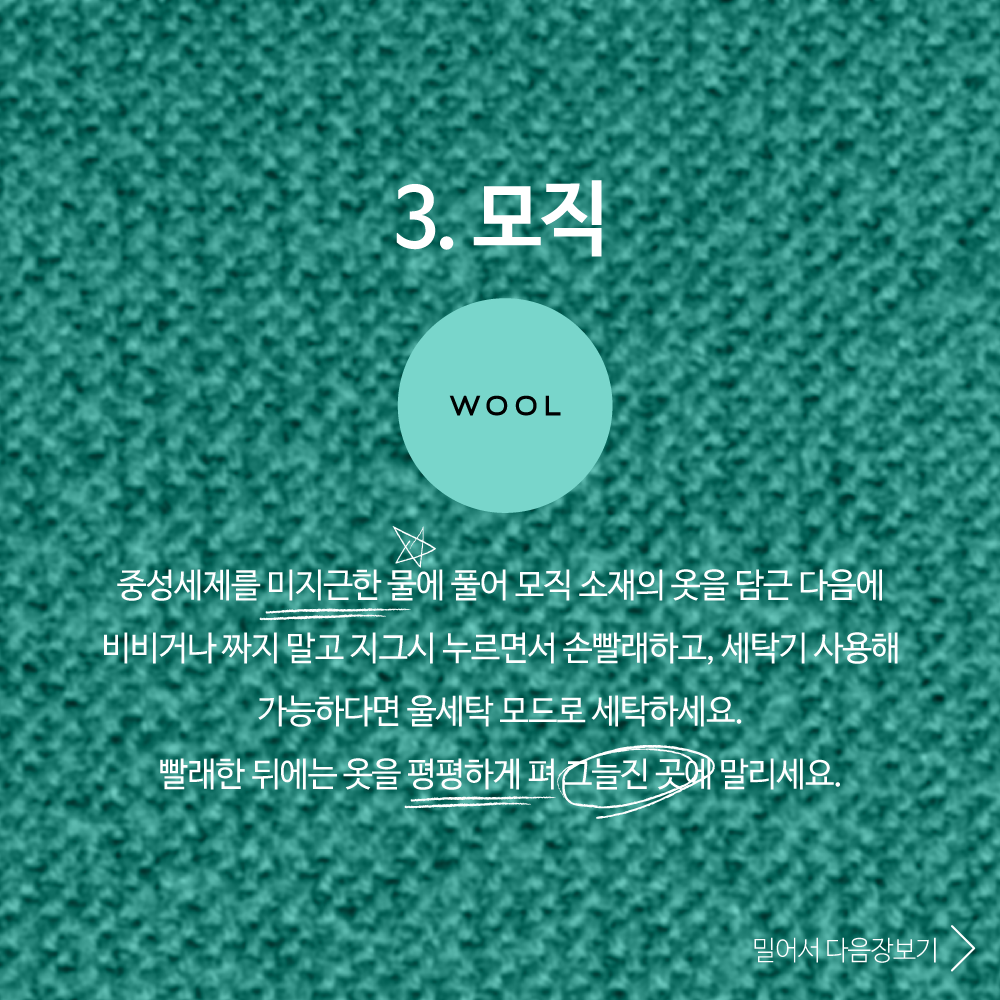 3. 모직
WOOL
중성세제를 미지근한 물에 풀어 모직 소재의 옷을 담근 다음에
비비거나 짜지 말고 지그시 누르면서 손빨래하고, 세탁기 사용해
가능하다면 울세탁 모드로 세탁하세요.
빨래한 뒤에는 옷을 평평하게 펴 그늘진 곳에 말리세요.
밀어서 다음장보기